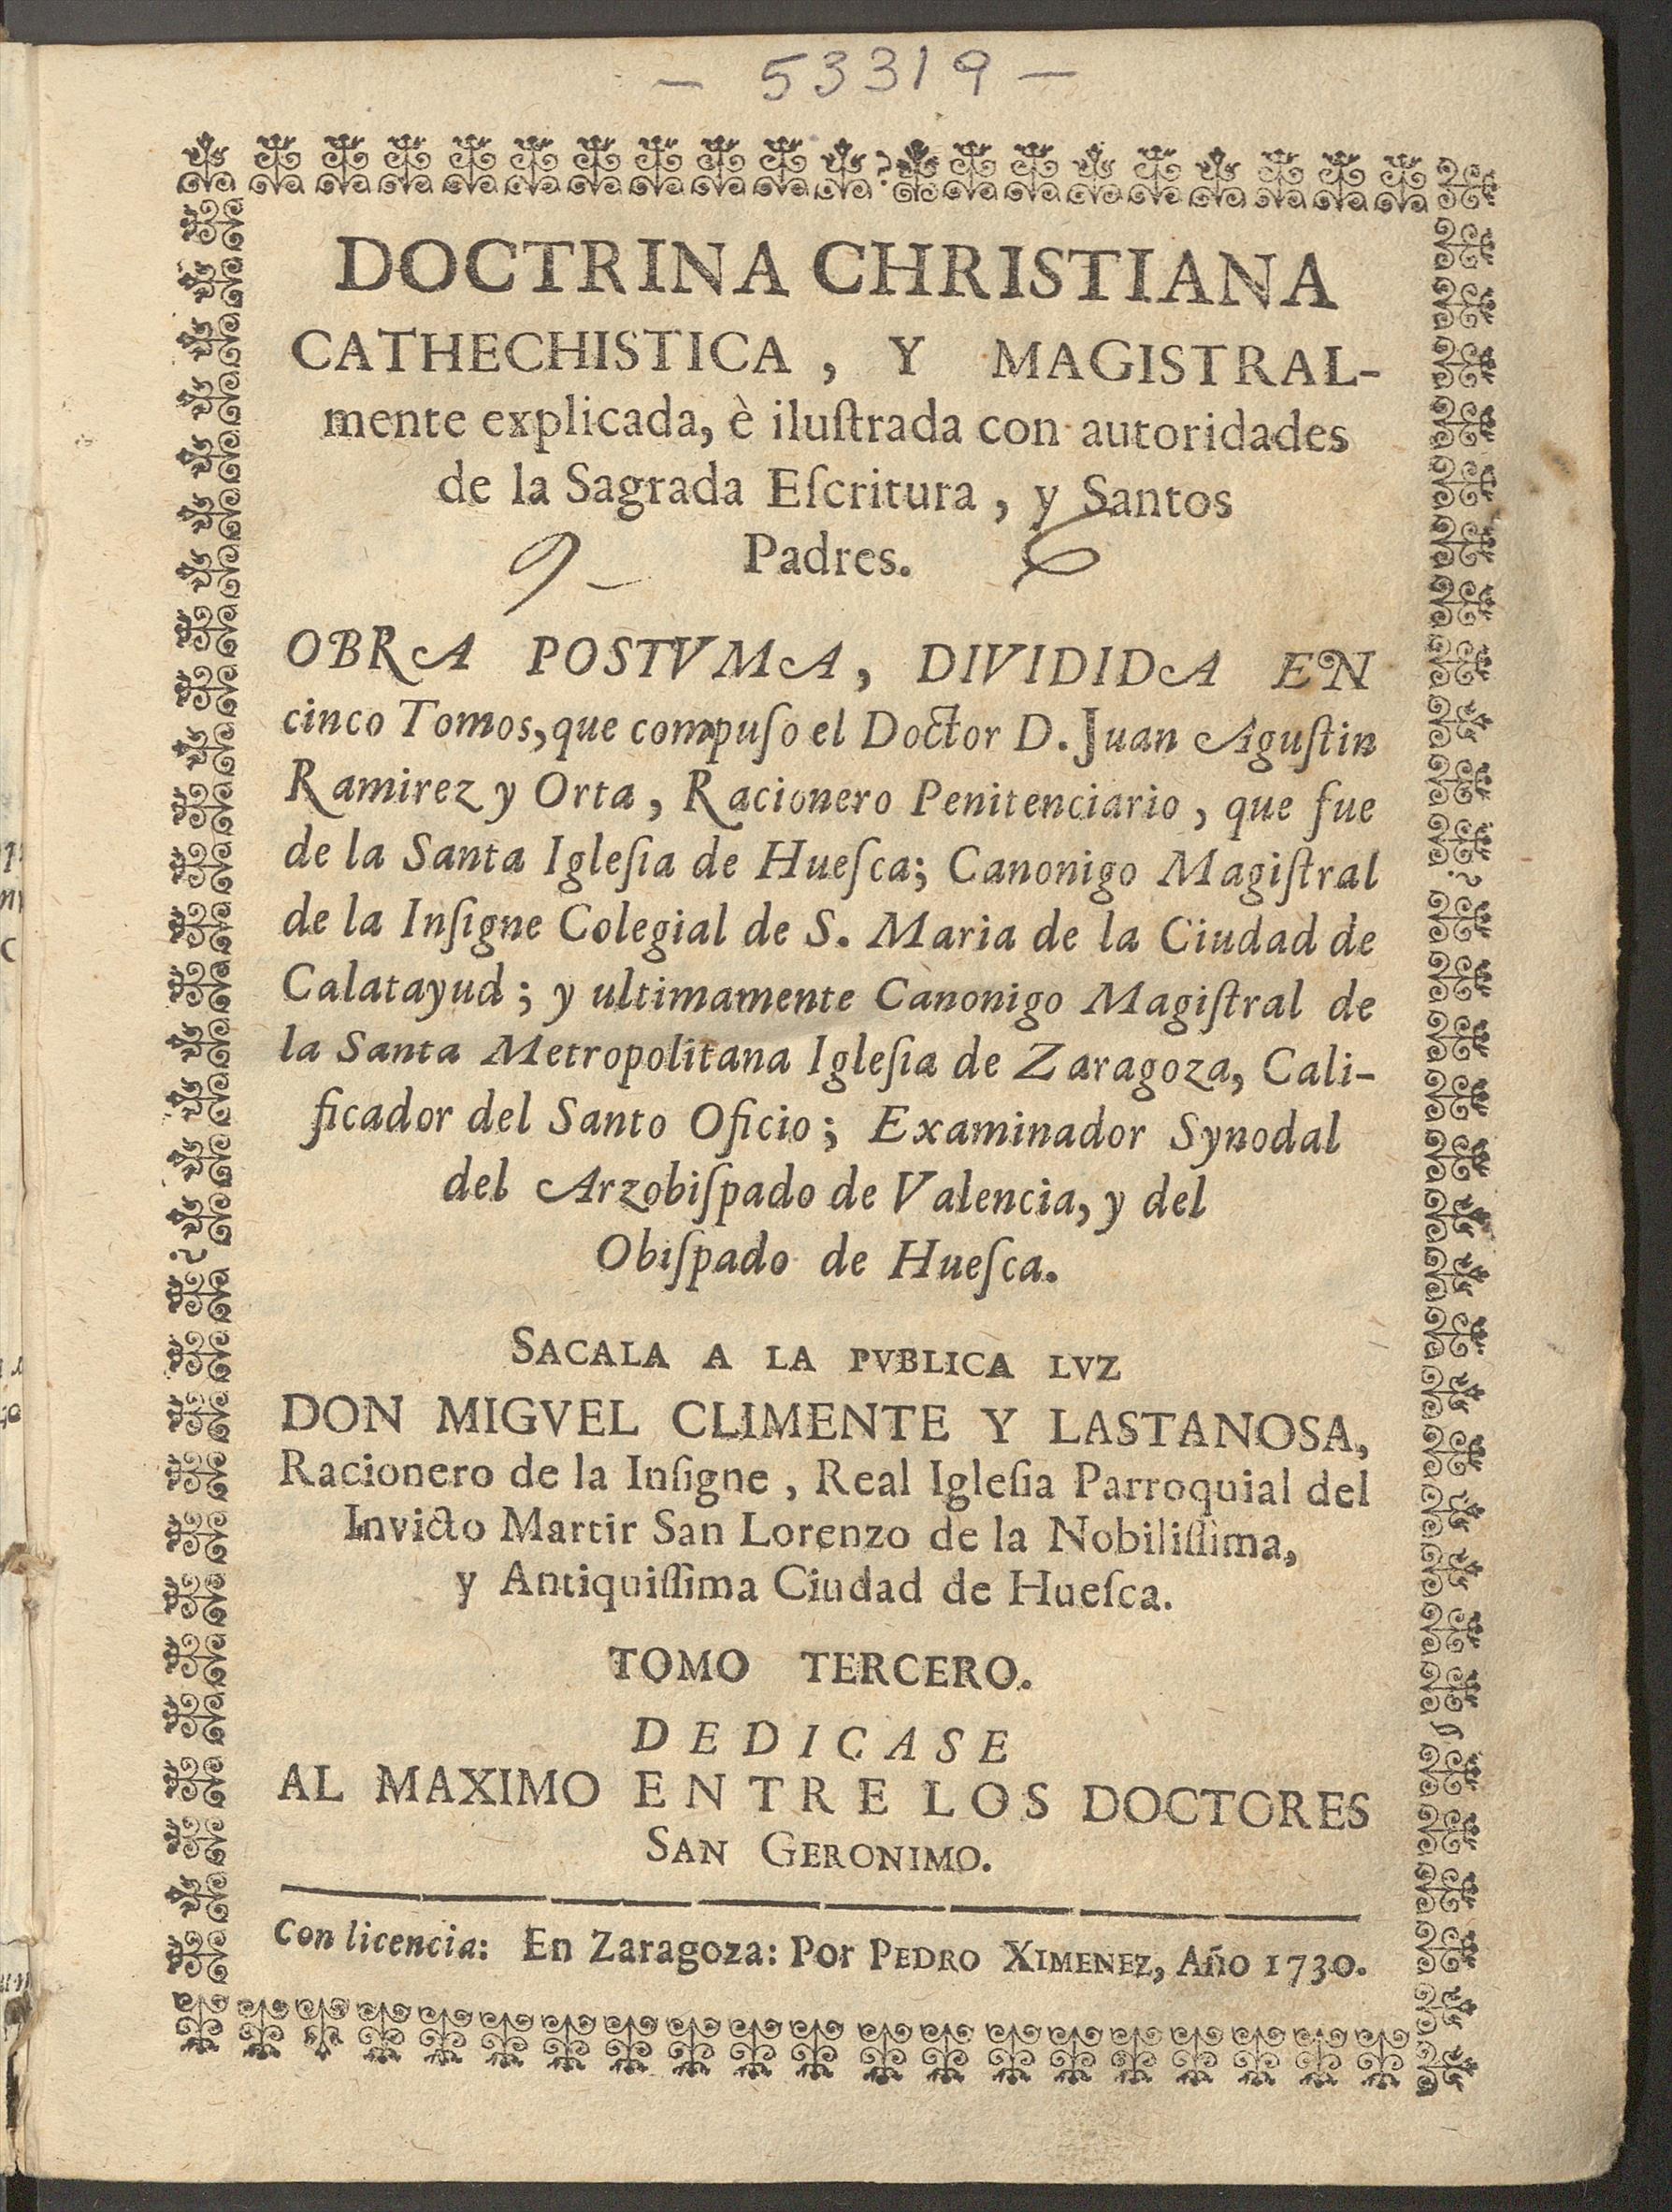 — 53319 —
DOCTRINA CHRISTIANA
CATHECHISTICA, Y MAGISTRAL-
mente explicada, è iluſtrada con autoridades
de la Sagrada Eſcritura, y Santos
Padres.
9- 6
OBRA POSTVMA, DIVIDIDA EN
cinco Tomos, que compuſo el Doctor D. Juan Aguſtin
Ramirez y Orta, Racionero Penitenciario, que fue
de la Santa Igleſia de Hueſca; Canonigo Magiſtral
de la Inſigne Colegial de S. Maria de la Ciudad de
Calatayud; y ultimamente Canonigo Magiſtral de
la Santa Metropolitana Igleſia de Zaragoza, Cali-
ficador del Santo Oficio; Examinador Synodal
del Arzobiſpado de Valencia, y del
Obiſpado de Hueſca.
SACALA A LA PVBLICA LVZ
DON MIGVEL CLIMENTE Y LASTANOSA,
Racionero de la Inſigne, Real Igleſia Parroquial del
Invicto Martir San Lorenzo de la Nobiliſſima,
y Antiquiſſima Ciudad de Hueſca.
TOMO TERCERO.
DEDICASE
AL MAXIMO ENTRE LOS DOCTORES
SAN GERONIMO.
Con licencia: En Zaragoza: Por PEDRO XIMENEZ, Año 1730.